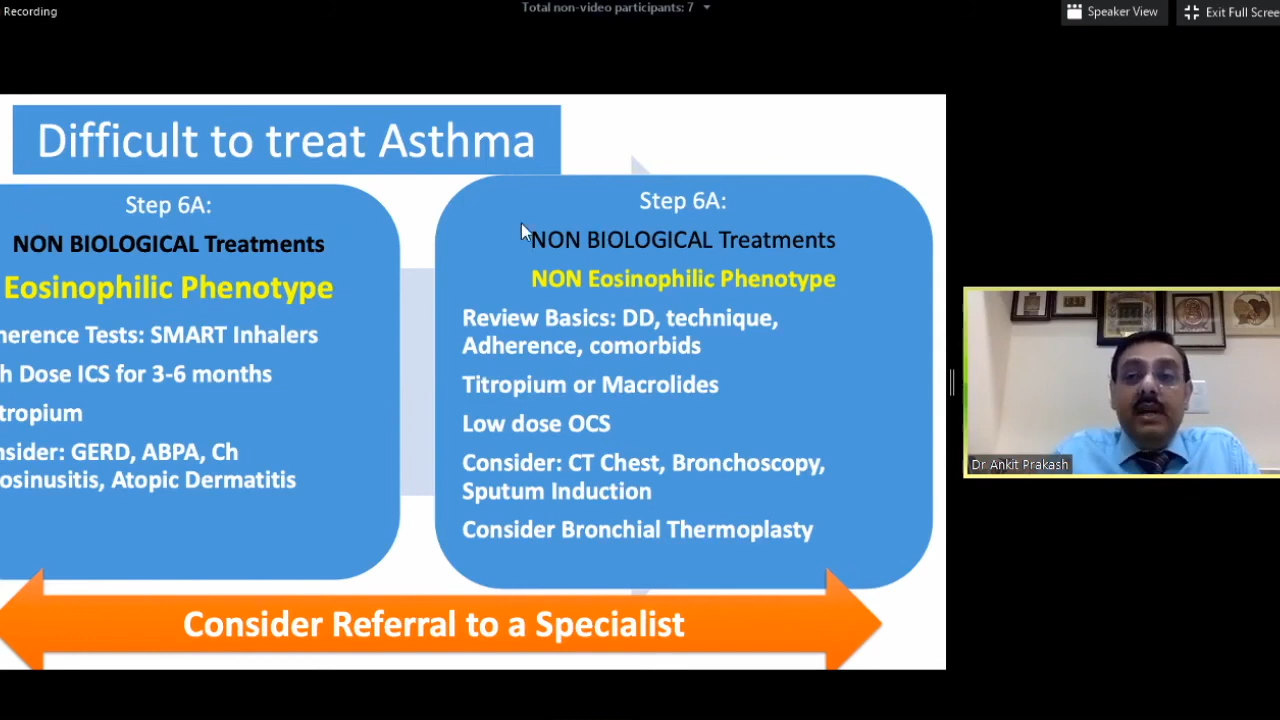 Recording
Total non-video participants: 7
Speaker View
Exit Full Scree
Difficult to treat Asthma
Step 6A:
NON BIOLOGICAL Treatments
Eosinophilic Phenotype
herence Tests: SMART Inhalers
h Dose ICS for 3-6 months
tropium
nsider: GERD, ABPA, Ch
osinusitis, Atopic Dermatitis
Step 6A:
NON BIOLOGICAL Treatments
NON Eosinophilic Phenotype
Review Basics: DD, technique,
Adherence, comorbids
Titropium or Macrolides
Low dose OCS
Consider: CT Chest, Bronchoscopy,
Sputum Induction
Consider Bronchial Thermoplasty
Consider Referral to a Specialist
Dr Ankit Prakash